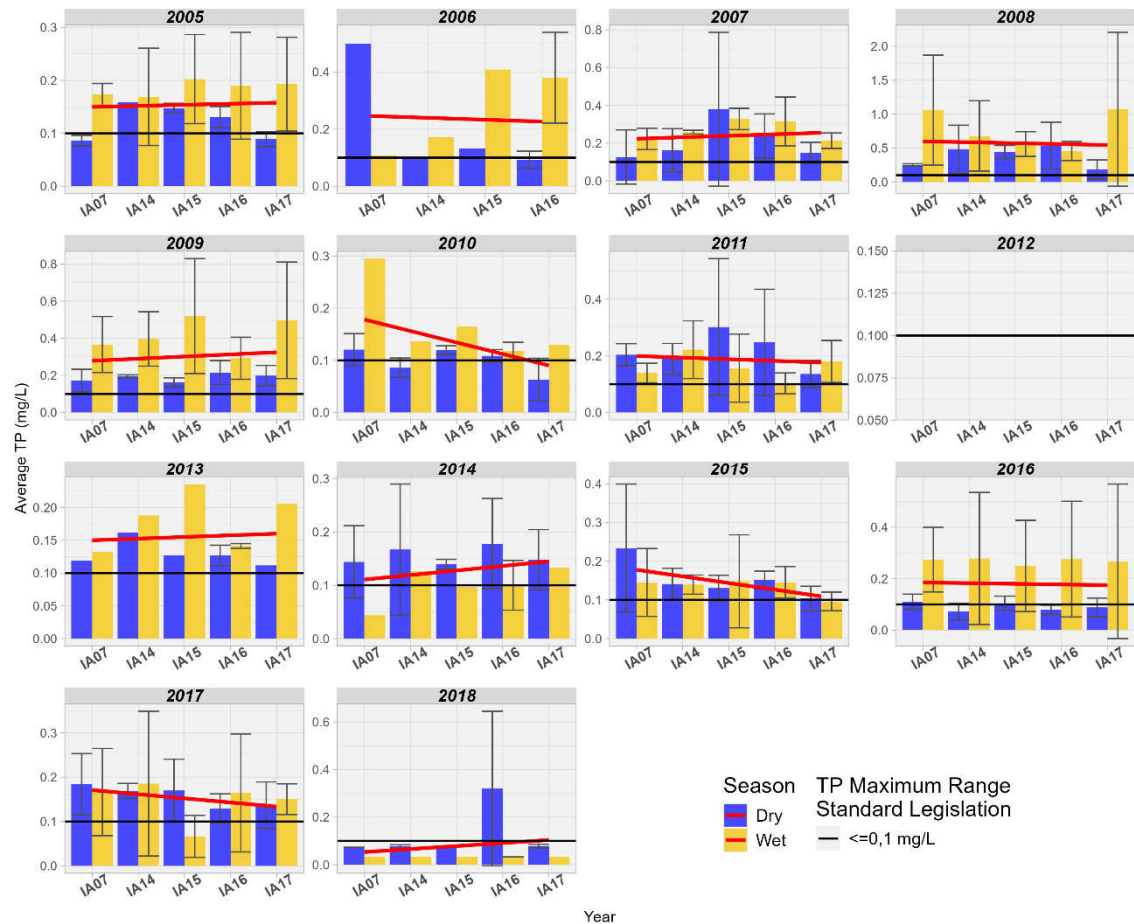 2005 2006 2007 2008
0.3 0.2 0.1 0.0
0.4 0.2 0.0
0.8 0.6 0.4 0.2 0.0
2.0 1.5 1.0 0.5 0.0
IA07 IA14 IA15 IA16 IA17
IA07 IA14 IA15 IA16
IA07 IA14 IA15 IA16 IA17
IA07 IA14 IA15 IA16 IA17
Average TP (mg/L)
2009 2010 2011 2012
0.8 0.6 0.4 0.2 0.0
0.3 0.2 0.1 0.0
0.4 0.2 0.0
0.150 0.125 0.100 0.075 0.050
IA07 IA14 IA15 IA16 IA17
IA07 IA14 IA15 IA16 IA17
IA07 IA14 IA15 IA16 IA17
IA07 IA14 IA15 IA16 IA17
2013 2014 2015 2016
0.20 0.15 0.10 0.05 0.00
0.3 0.2 0.1 0.0
0.4 0.3 0.2 0.1 0.0
0.4 0.2 0.0
IA07 IA14 IA15 IA16 IA17
IA07 IA14 IA15 IA16 IA17
IA07 IA14 IA15 IA16 IA17
IA07 IA14 IA15 IA16 IA17
2017 2018
0.3 0.2 0.1 0.0
0.6 0.4 0.2 0.0
IA07 IA14 IA15 IA16 IA17
IA07 IA14 IA15 IA16 IA17
Season
Dry
Wet
TP Maximum Range
Standard Legislation
<=0,1 mg/L
Year